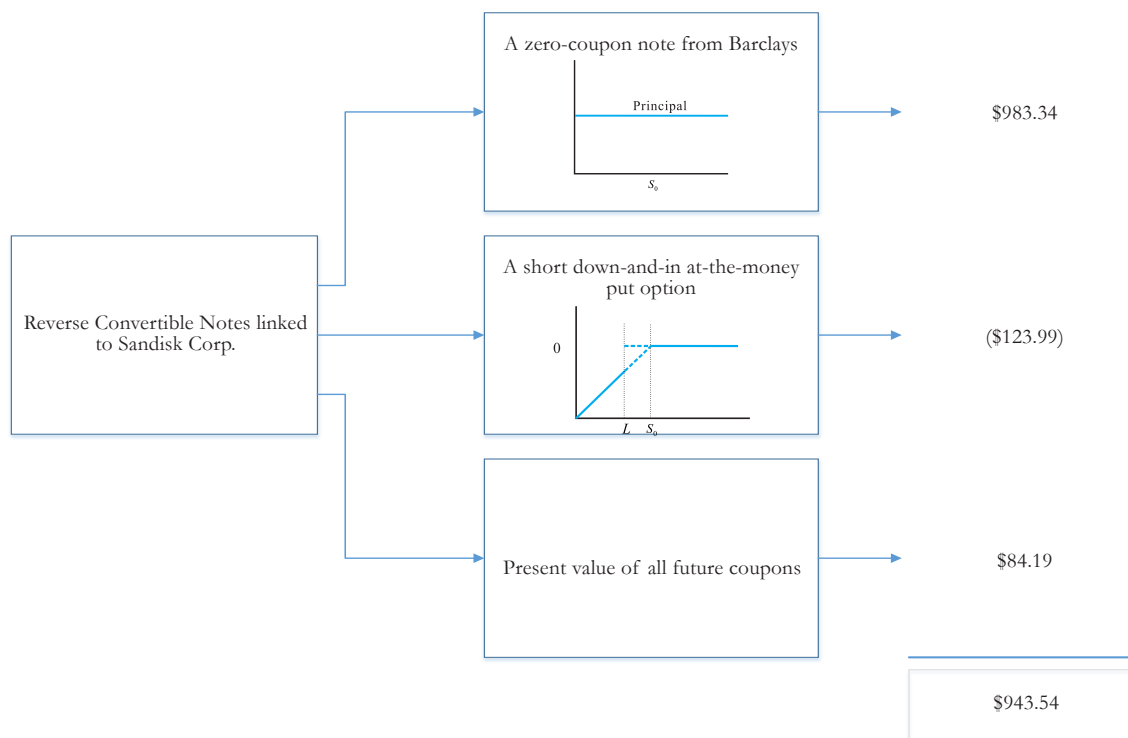 A zero-coupon note from Barclays
Principal
S₀
$983.34
Reverse Convertible Notes linked
to Sandisk Corp.
A short down-and-in at-the-money
put option
0
L S₀
($123.99)
Present value of all future coupons
$84.19
$943.54